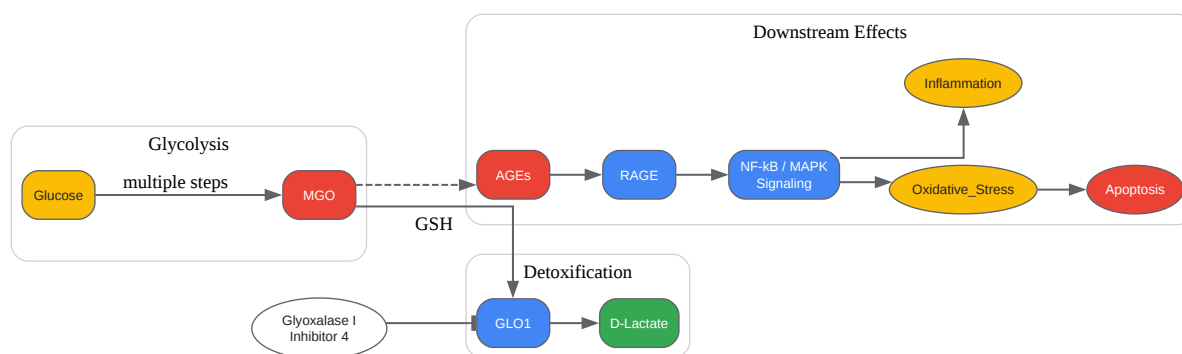 Downstream Effects
Inflammation
Glycolysis
NF-kB / MAPK
Signaling
AGEs
RAGE
multiple steps
Glucose
MGO
Oxidative_Stress
Apoptosis
GSH
Detoxification
Glyoxalase I
Inhibitor 4
GLO1
D-Lactate